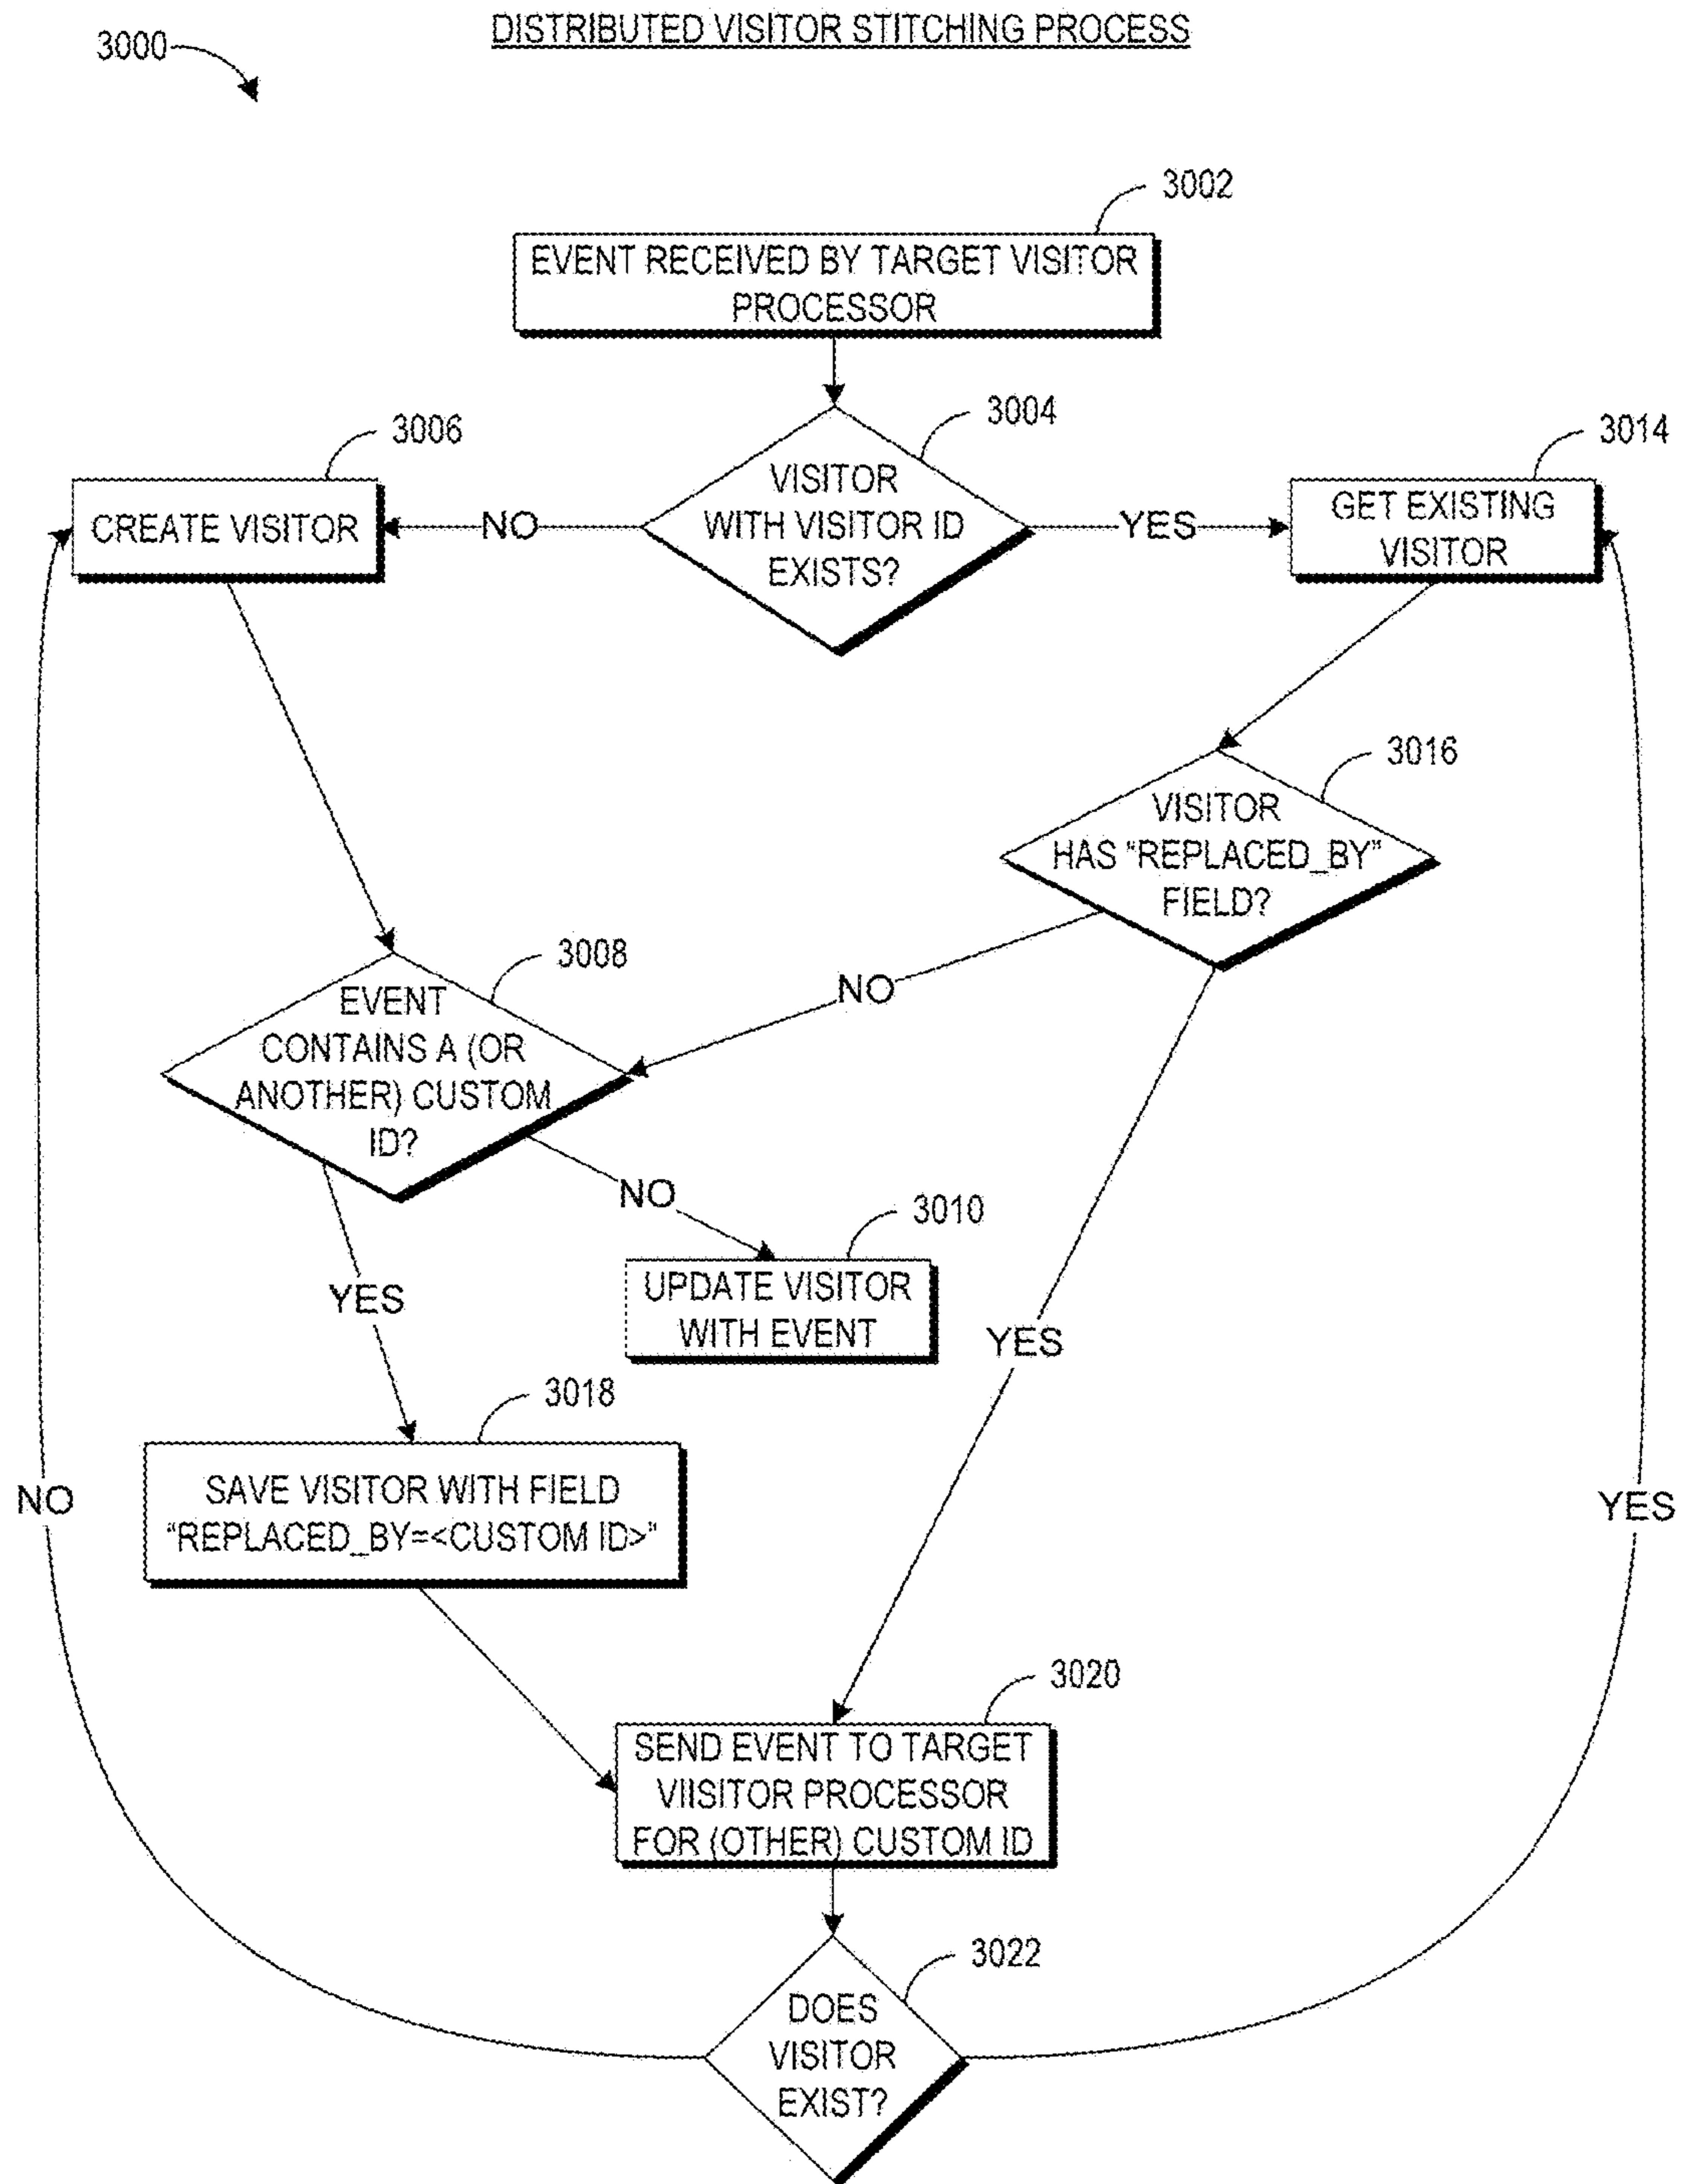 DISTRIBUTED VISITOR STITCHING PROCESS
3000
3002
EVENT RECEIVED BY TARGET VISITOR
PROCESSOR
3004
VISITOR
WITH VISITOR ID
EXISTS?
NO
YES
3006
CREATE VISITOR
3014
GET EXISTING
VISITOR
3016
VISITOR
HAS “REPLACED_BY”
FIELD?
NO
YES
3008
EVENT
CONTAINS A (OR
ANOTHER) CUSTOM
ID?
NO
YES
3010
UPDATE VISITOR
WITH EVENT
3018
SAVE VISITOR WITH FIELD
“REPLACED_BY=<CUSTOM ID>”
3020
SEND EVENT TO TARGET
VIISITOR PROCESSOR
FOR (OTHER) CUSTOM ID
3022
DOES
VISITOR
EXIST?
NO
YES